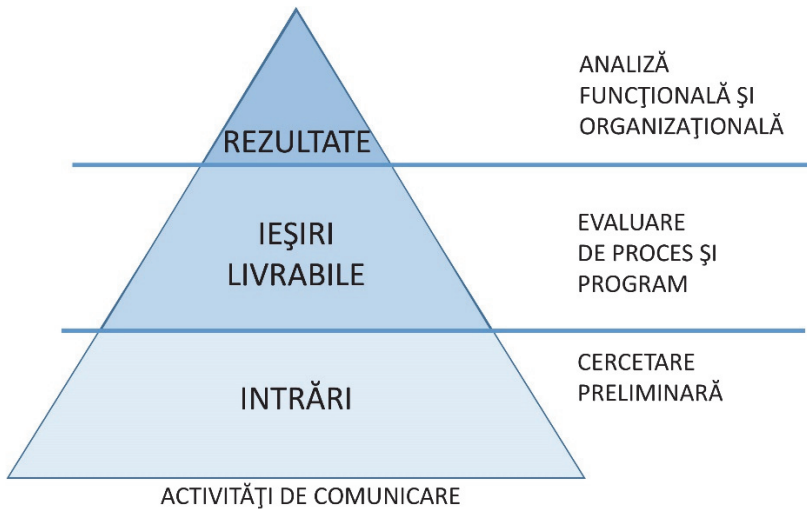 ANALIZĂ
FUNCŢIONALĂ ŞI
ORGANIZAŢIONALĂ
REZULTATE
IEŞIRI
LIVRABILE
EVALUARE
DE PROCES ŞI
PROGRAM
INTRĂRI
CERCETARE
PRELIMINARĂ
ACTIVITĂŢI DE COMUNICARE